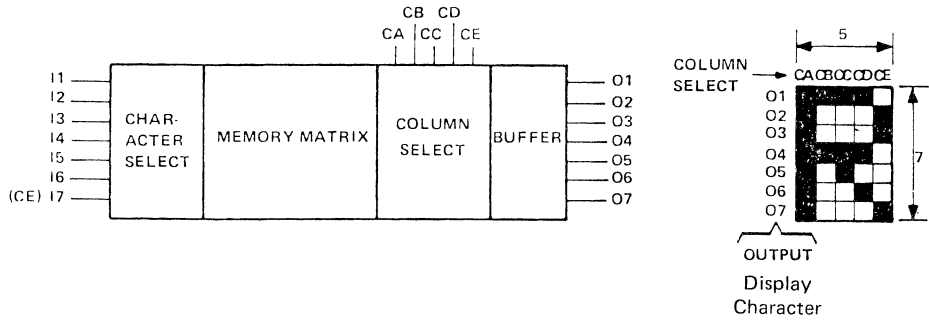 CB CD
CA CC CE
I1
I2
I3
I4
I5
I6
(CE) I7
CHAR-
ACTER
SELECT
MEMORY MATRIX
COLUMN
SELECT
BUFFER
O1
O2
O3
O4
O5
O6
O7
5
COLUMN
SELECT
CA CB CC CD CE
O1
O2
O3
O4
O5
O6
O7
7
OUTPUT
Display
Character